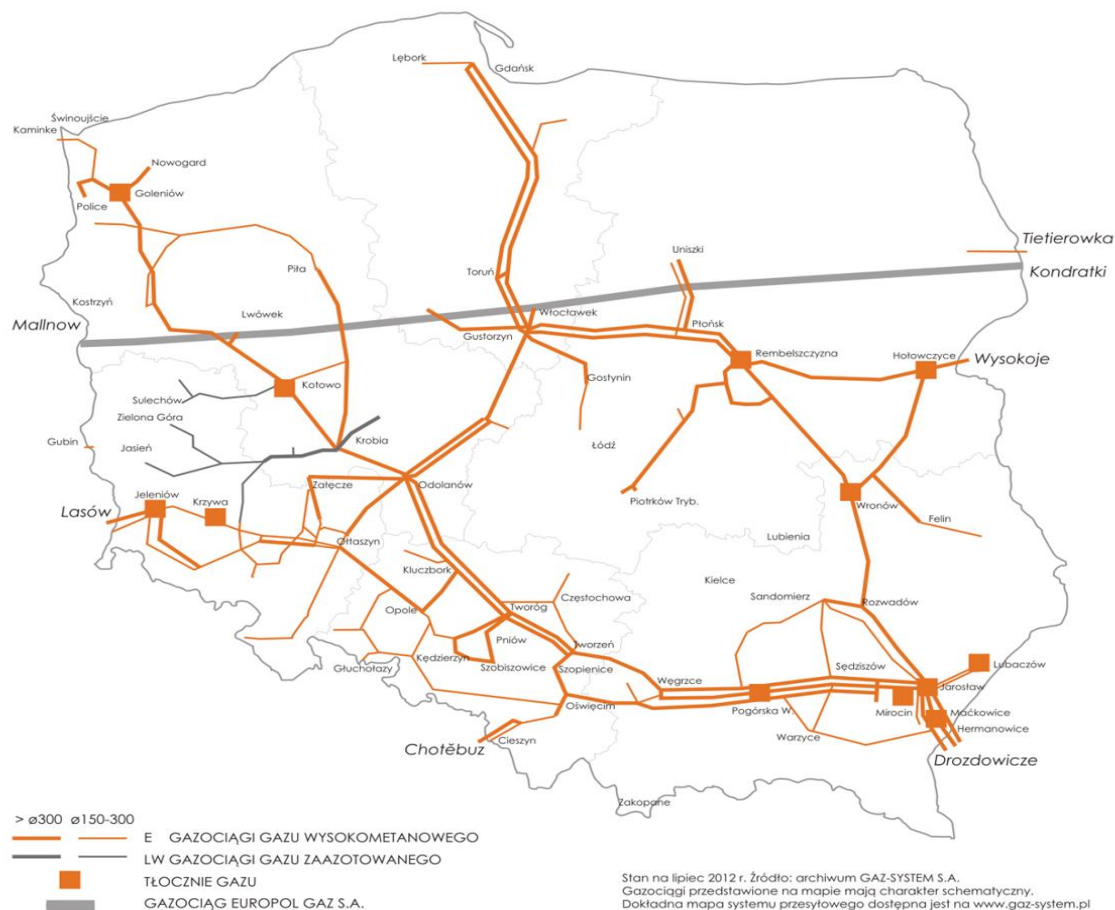 Lębork
Gdańsk
Świnoujście
Kaminke
Nowogard
Goleniów
Police
Tietierowka
Uniszki
Toruń
Piła
Kondratki
Kostrzyń
Lwówek
Włocławek
Mallnow
Płońsk
Gustorzyn
Rembelszczyzna
Hołowczyce
Wysokoje
Gostynin
Kotowo
Sulechów
Zielona Góra
Gubin
Jasień
Krobia
Łódź
Załęcze
Odolanów
Jeleniów
Krzywa
Piotrków Tryb.
Wronów
Lasów
Felin
Ołtaszyn
Lubienia
Kluczbork
Kielce
Częstochowa
Sandomierz
Opole
Tworóg
Rozwadów
Pniów
Tworzeń
Kędzierzyn
Głuchołazy
Szobiszowice
Szopienice
Sędziszów
Lubaczów
Węgrzce
Jarosław
Oświęcim
Pogórska W.
Mirocin
Maćkowice
Hermanowice
Warzyce
Cieszyn
Chotĕbuz
Drozdowicze
Zakopane
> ø300 ø150-300
E GAZOCIĄGI GAZU WYSOKOMETANOWEGO
LW GAZOCIĄGI GAZU ZAAZOTOWANEGO
TŁOCZNIE GAZU
GAZOCIĄG EUROPOL GAZ S.A.
Stan na lipiec 2012 r. Źródło: archiwum GAZ-SYSTEM S.A.
Gazociągi przedstawione na mapie mają charakter schematyczny.
Dokładna mapa systemu przesyłowego dostępna jest na www.gaz-system.pl